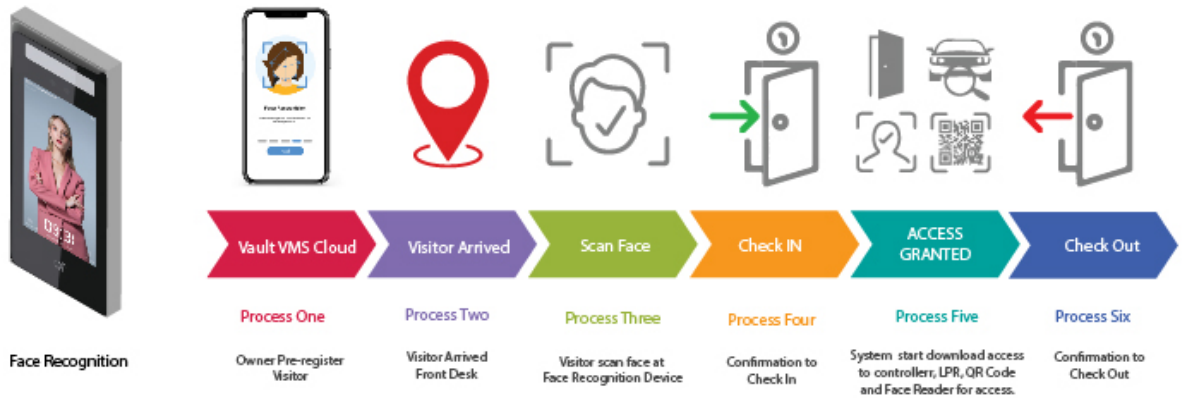 Vault VMS Cloud
Visitor Arrived
Scan Face
Check IN
ACCESS
GRANTED
Check Out
Process One
Process Two
Process Three
Process Four
Process Five
Process Six
Face Recognition
Owner Pre-register
Visitor
Visitor Arrived
Front Desk
Visitor scan face at
Face Recognition Device
Confirmation to
Check In
System start download access
to controllerr, LPR, QR Code
and Face Reader for access.
Confirmation to
Check Out